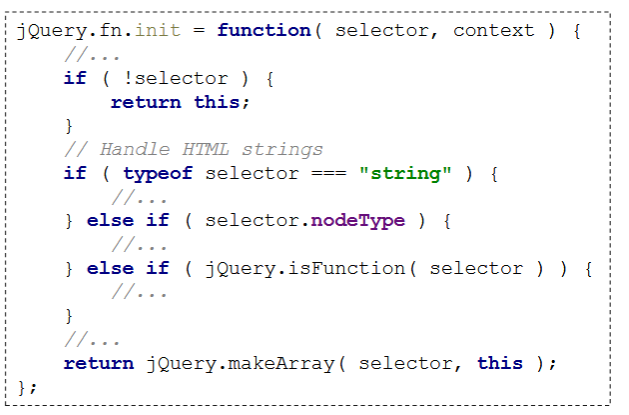 jQuery.fn.init = function( selector, context ) {
    //...
    if ( !selector ) {
        return this;
    }
    // Handle HTML strings
    if ( typeof selector === "string" ) {
        //...
    } else if ( selector.nodeType ) {
        //...
    } else if ( jQuery.isFunction( selector ) ) {
        //...
    }
    //...
    return jQuery.makeArray( selector, this );
};